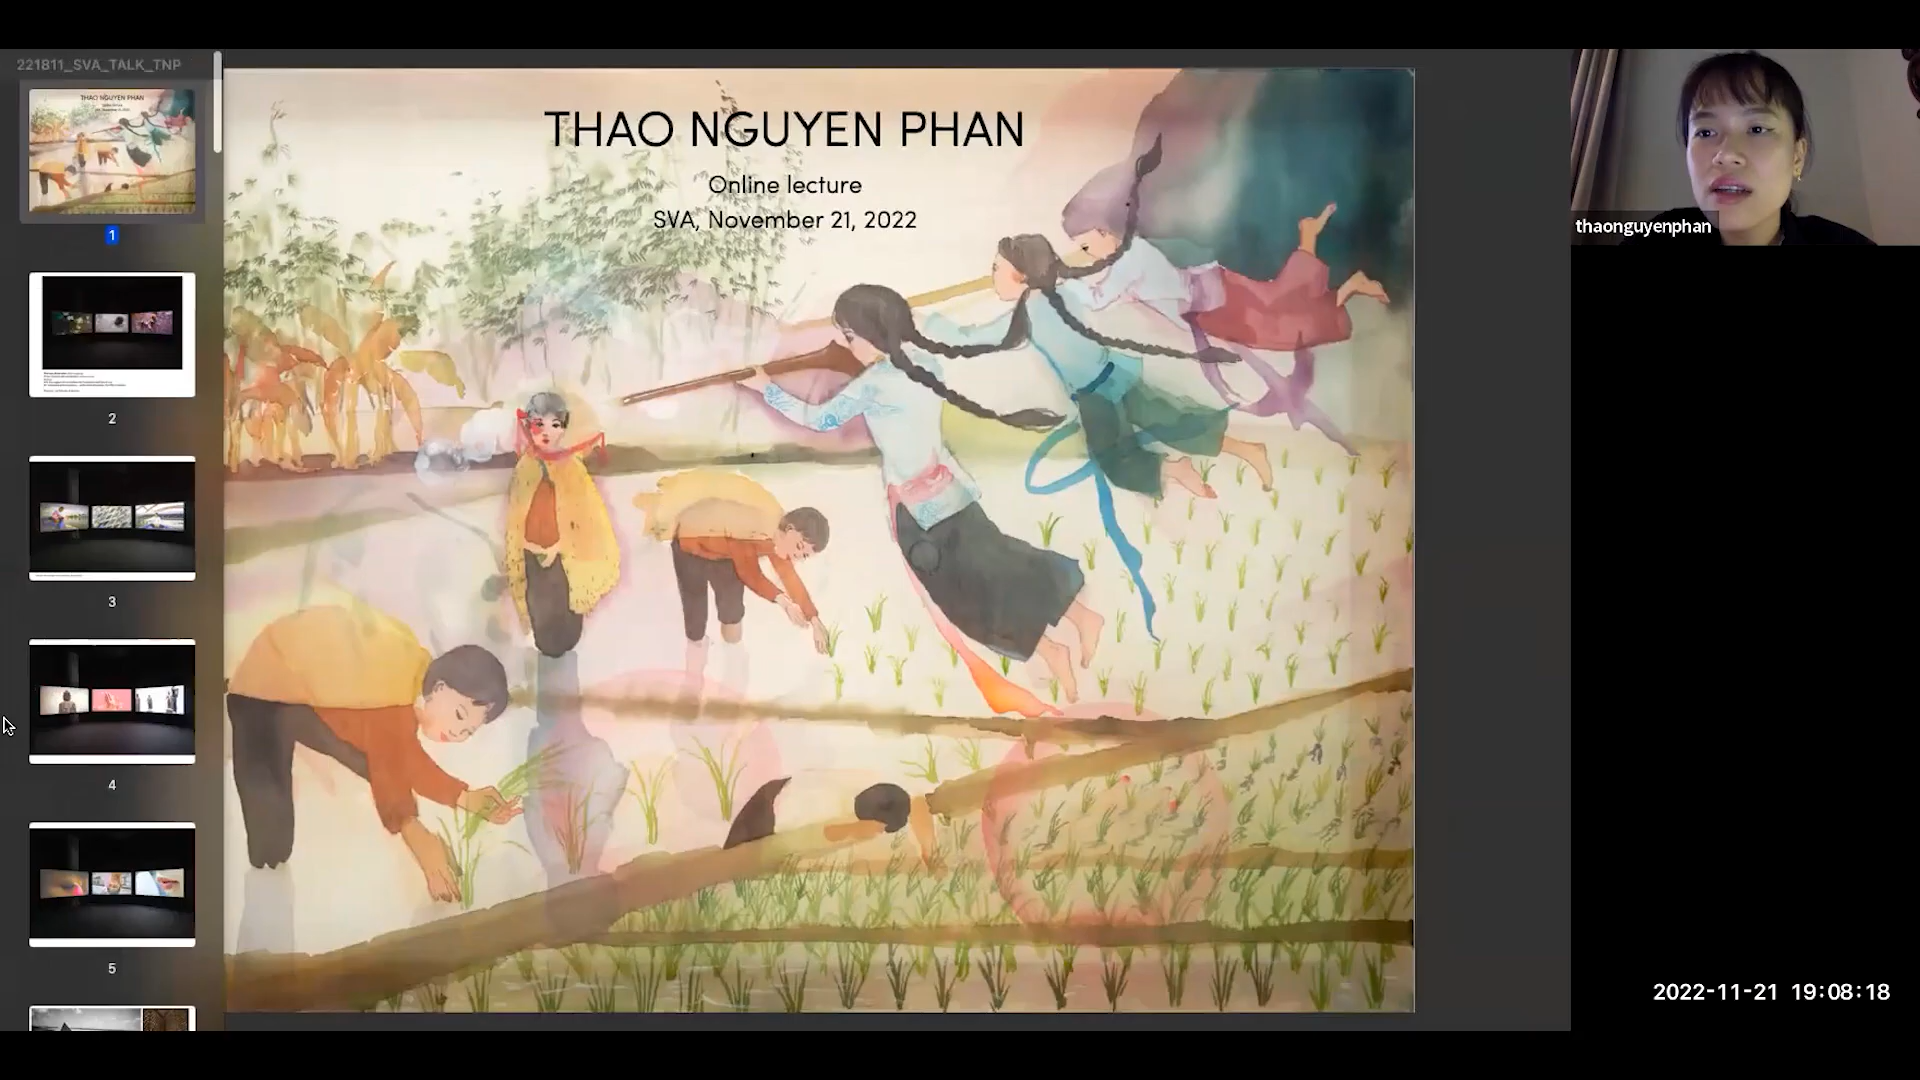 221811_SVA_TALK_TNP
1
2
3
4
5
THAO NGUYEN PHAN
Online lecture
SVA, November 21, 2022
thaonguyenphan
2022-11-21 19:08:18